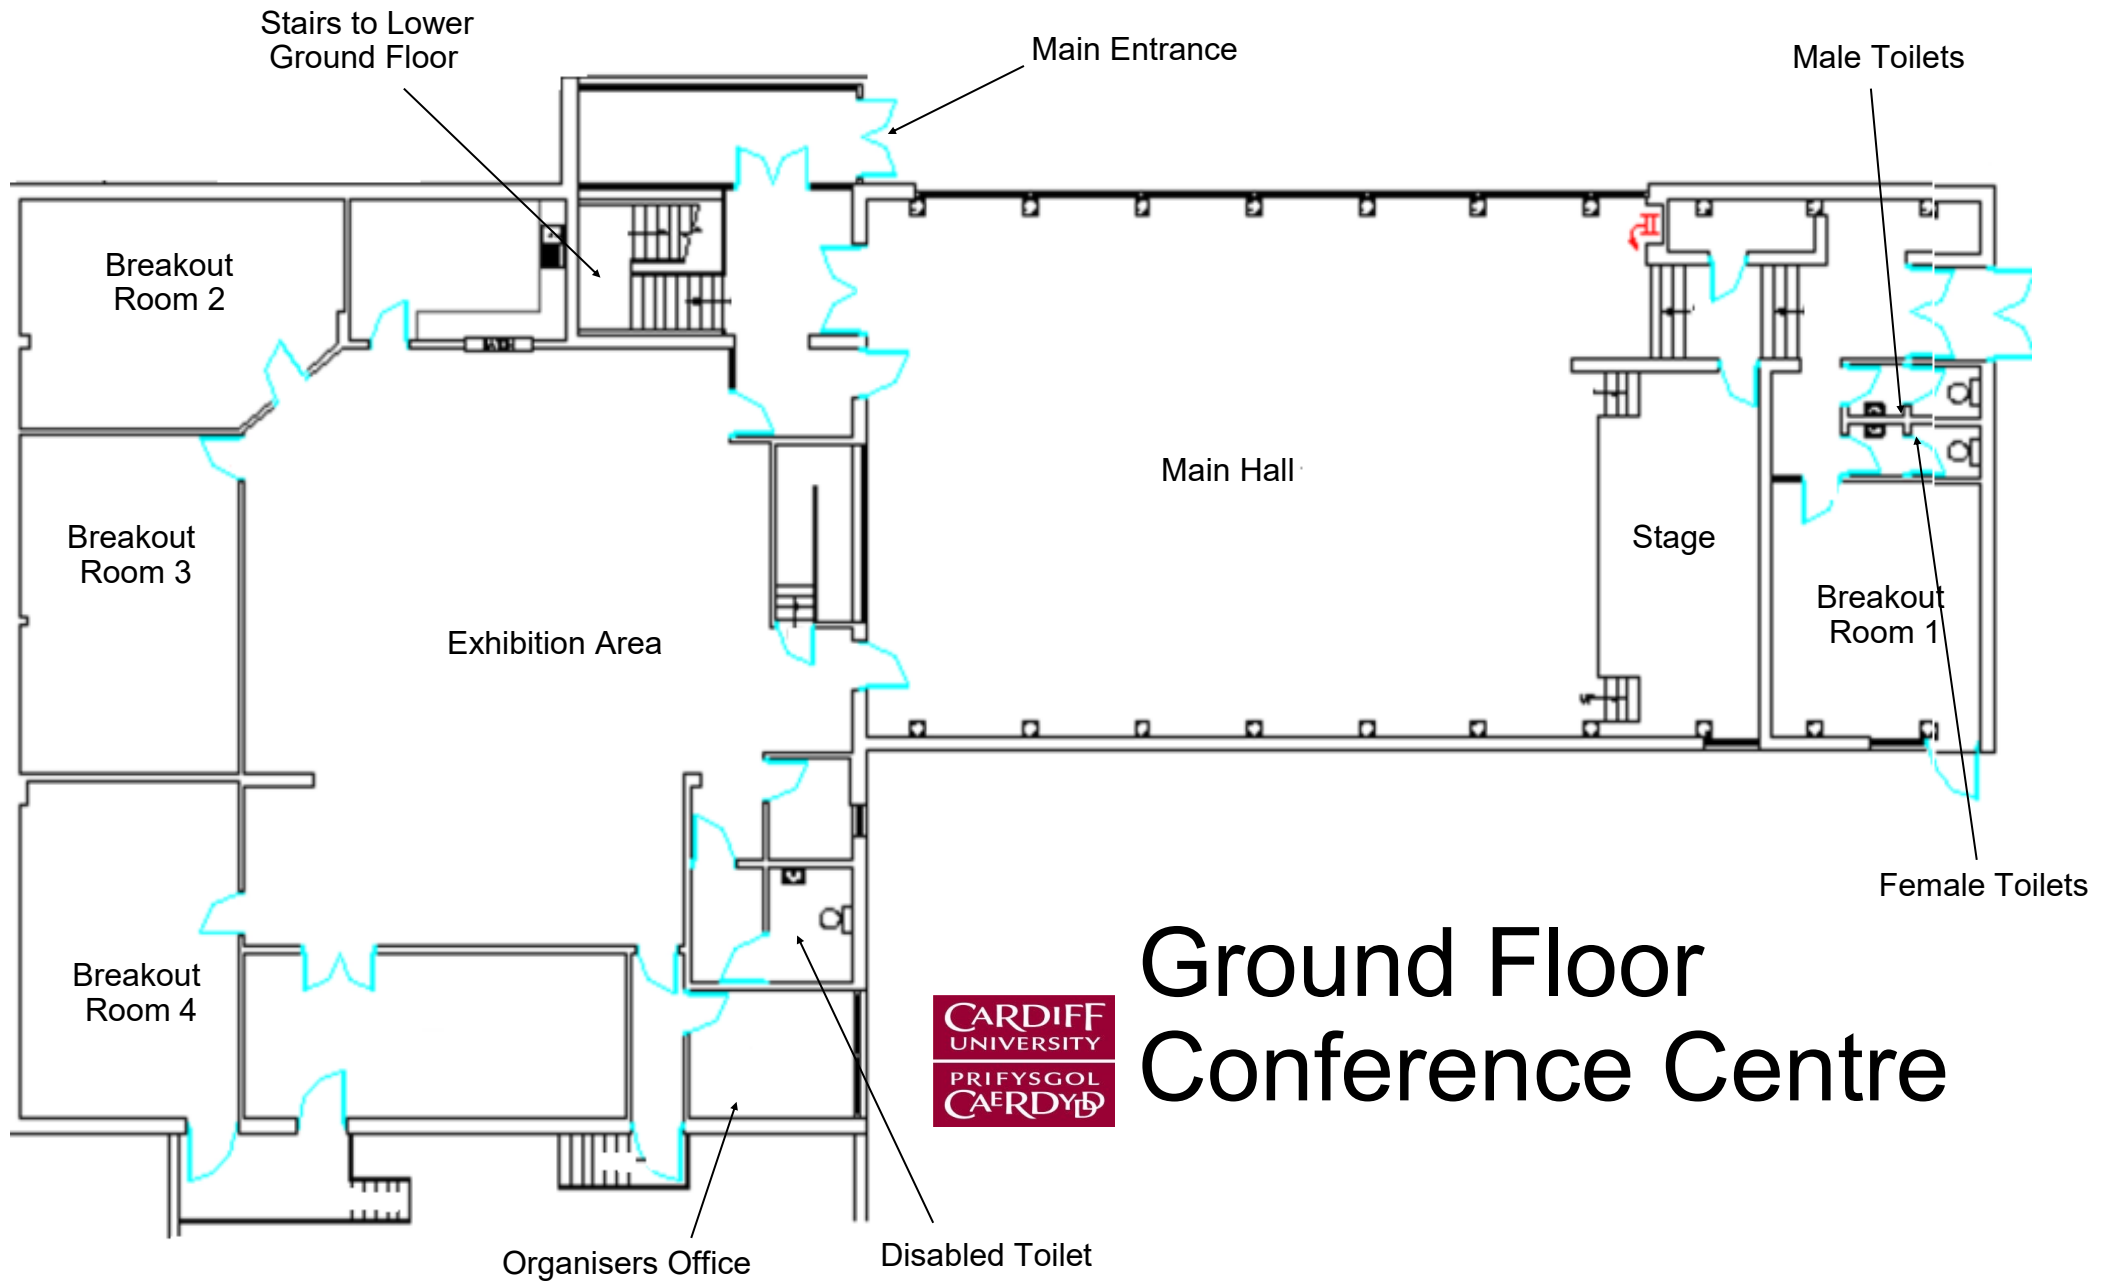 Stairs to Lower
Ground Floor
Main Entrance
Male Toilets
Breakout
Room 2
Main Hall
Breakout
Room 3
Stage
Breakout
Room 1
Exhibition Area
Female Toilets
Breakout
Room 4
Ground Floor
Conference Centre
CARDIFF
UNIVERSITY
PRIFYSGOL
CAERDYDD
Organisers Office
Disabled Toilet